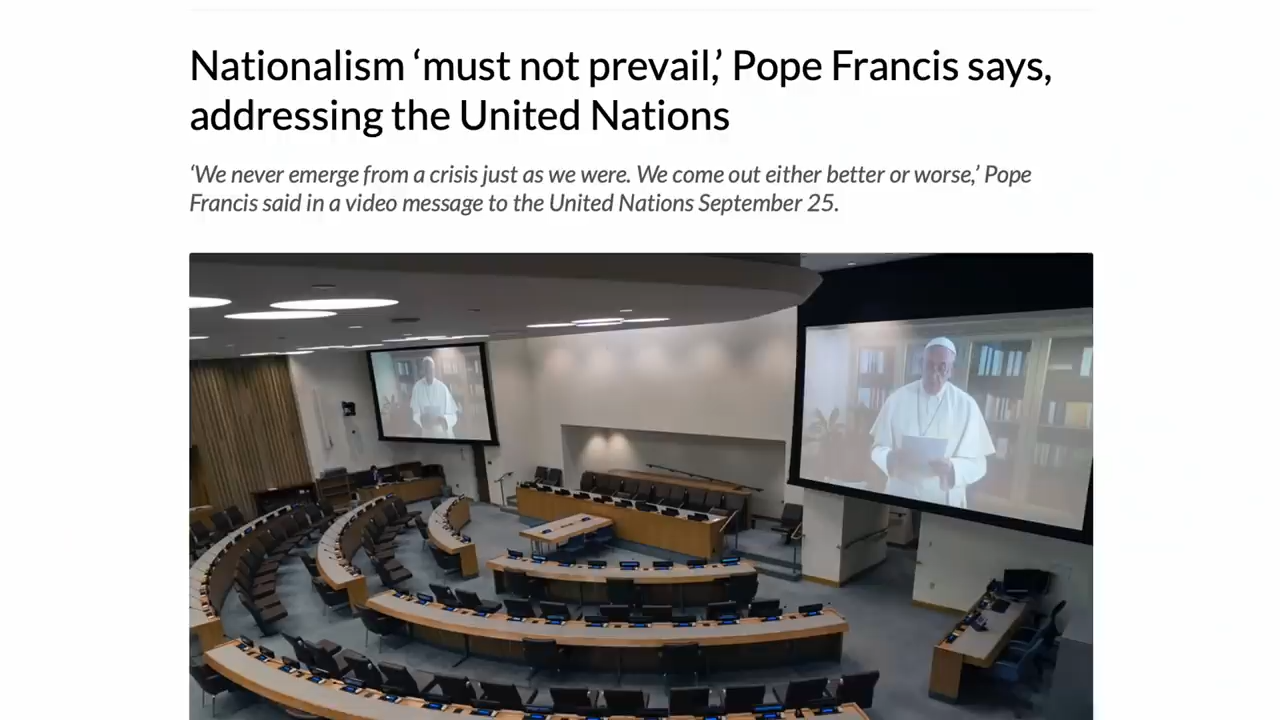 Nationalism ‘must not prevail,’ Pope Francis says,
addressing the United Nations
‘We never emerge from a crisis just as we were. We come out either better or worse,’ Pope
Francis said in a video message to the United Nations September 25.